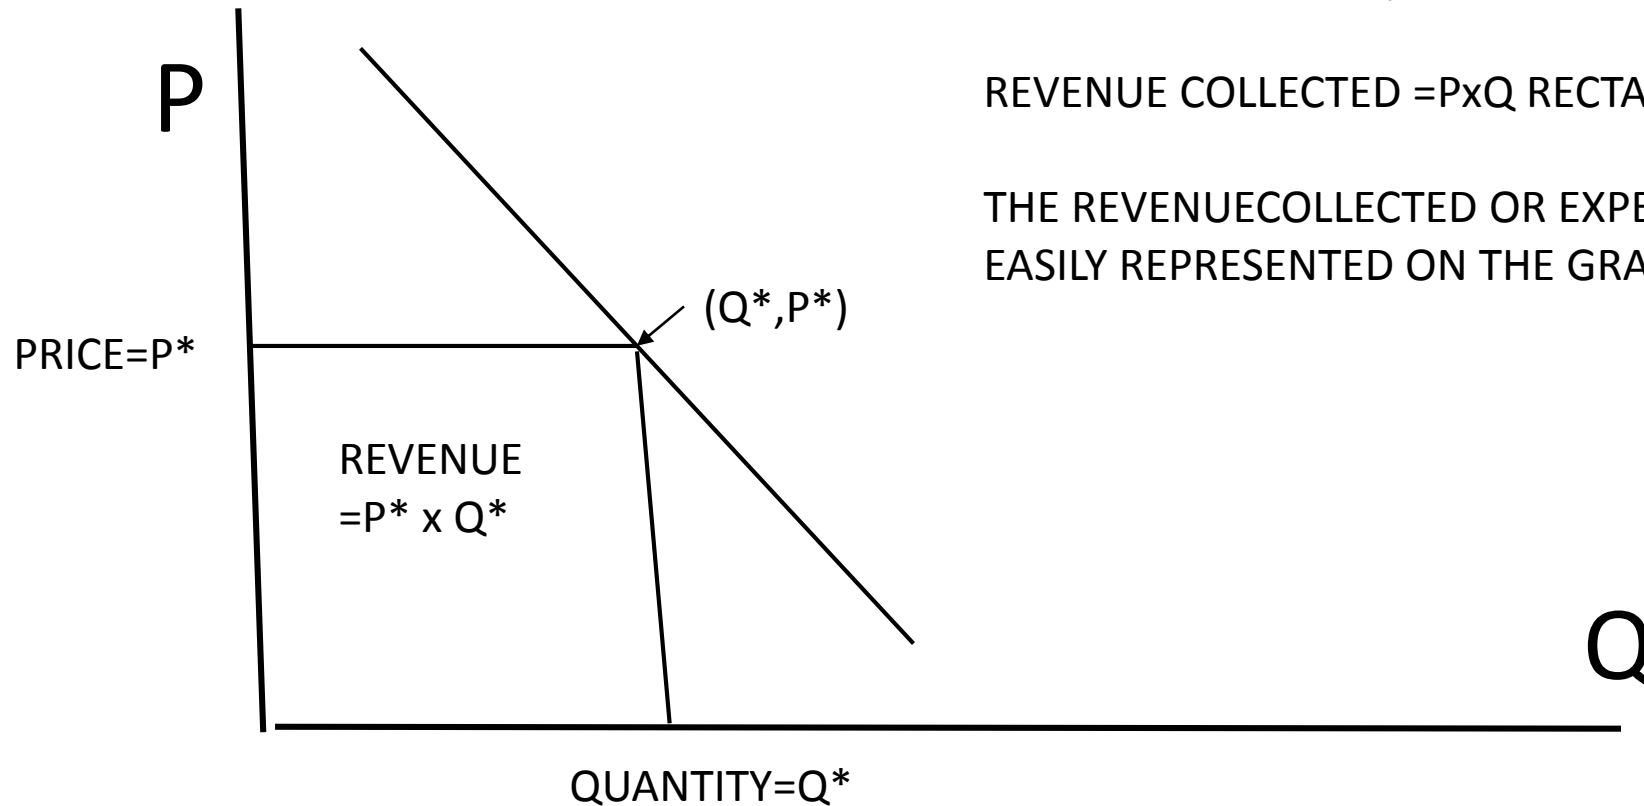 P
REVENUE COLLECTED =PxQ RECTA
THE REVENUECOLLECTED OR EXPE
EASILY REPRESENTED ON THE GRA
(Q*,P*)
PRICE=P*
REVENUE
=P* x Q*
Q
QUANTITY=Q*